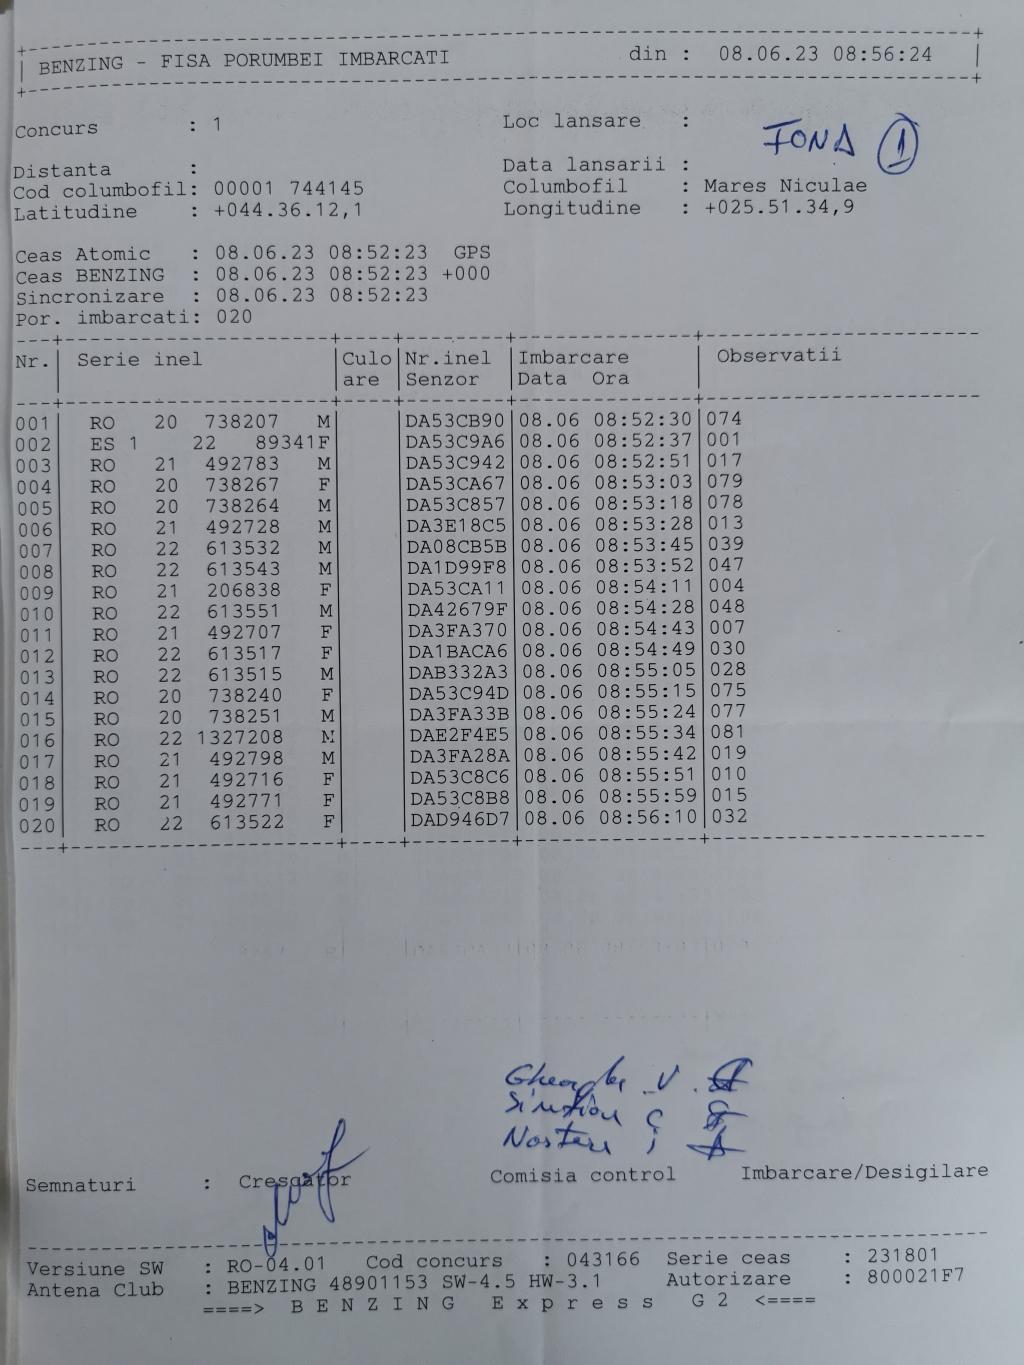 BENZING - FISA PORUMBEI IMBARCATI din : 08.06.23 08:56:24
Concurs : 1 Loc lansare :
FOND 1
Distanta : Data lansarii :
Cod columbofil: 00001 744145 Columbofil : Mares Niculae
Latitudine : +044.36.12,1 Longitudine : +025.51.34,9
Ceas Atomic : 08.06.23 08:52:23 GPS
Ceas BENZING : 08.06.23 08:52:23 +000
Sincronizare : 08.06.23 08:52:23
Por. imbarcati: 020
Nr. Serie inel Culo Nr.inel Imbarcare Observatii
are Senzor Data Ora
001 RO 20 738207 M DA53CB90 08.06 08:52:30 074
002 ES 1 22 89341F DA53C9A6 08.06 08:52:37 001
003 RO 21 492783 M DA53C942 08.06 08:52:51 017
004 RO 20 738267 F DA53CA67 08.06 08:53:03 079
005 RO 20 738264 M DA53C857 08.06 08:53:18 078
006 RO 21 492728 M DA3E18C5 08.06 08:53:28 013
007 RO 22 613532 M DA08CB5B 08.06 08:53:45 039
008 RO 22 613543 M DA1D99F8 08.06 08:53:52 047
009 RO 21 206838 F DA53CA11 08.06 08:54:11 004
010 RO 22 613551 M DA42679F 08.06 08:54:28 048
011 RO 21 492707 F DA3FA370 08.06 08:54:43 007
012 RO 22 613517 F DA1BACA6 08.06 08:54:49 030
013 RO 22 613515 M DAB332A3 08.06 08:55:05 028
014 RO 20 738240 F DA53C94D 08.06 08:55:15 075
015 RO 20 738251 M DA3FA33B 08.06 08:55:24 077
016 RO 22 1327208 M DAE2F4E5 08.06 08:55:34 081
017 RO 21 492798 M DA3FA28A 08.06 08:55:42 019
018 RO 21 492716 F DA53C8C6 08.06 08:55:51 010
019 RO 21 492771 F DA53C8B8 08.06 08:55:59 015
020 RO 22 613522 F DAD946D7 08.06 08:56:10 032
V
Semnaturi : Crescator Comisia control Imbarcare/Desigilare
Versiune SW : RO-04.01 Cod concurs : 043166 Serie ceas : 231801
Antena Club : BENZING 48901153 SW-4.5 HW-3.1 Autorizare : 800021F7
====> BENZING Express G2 <====